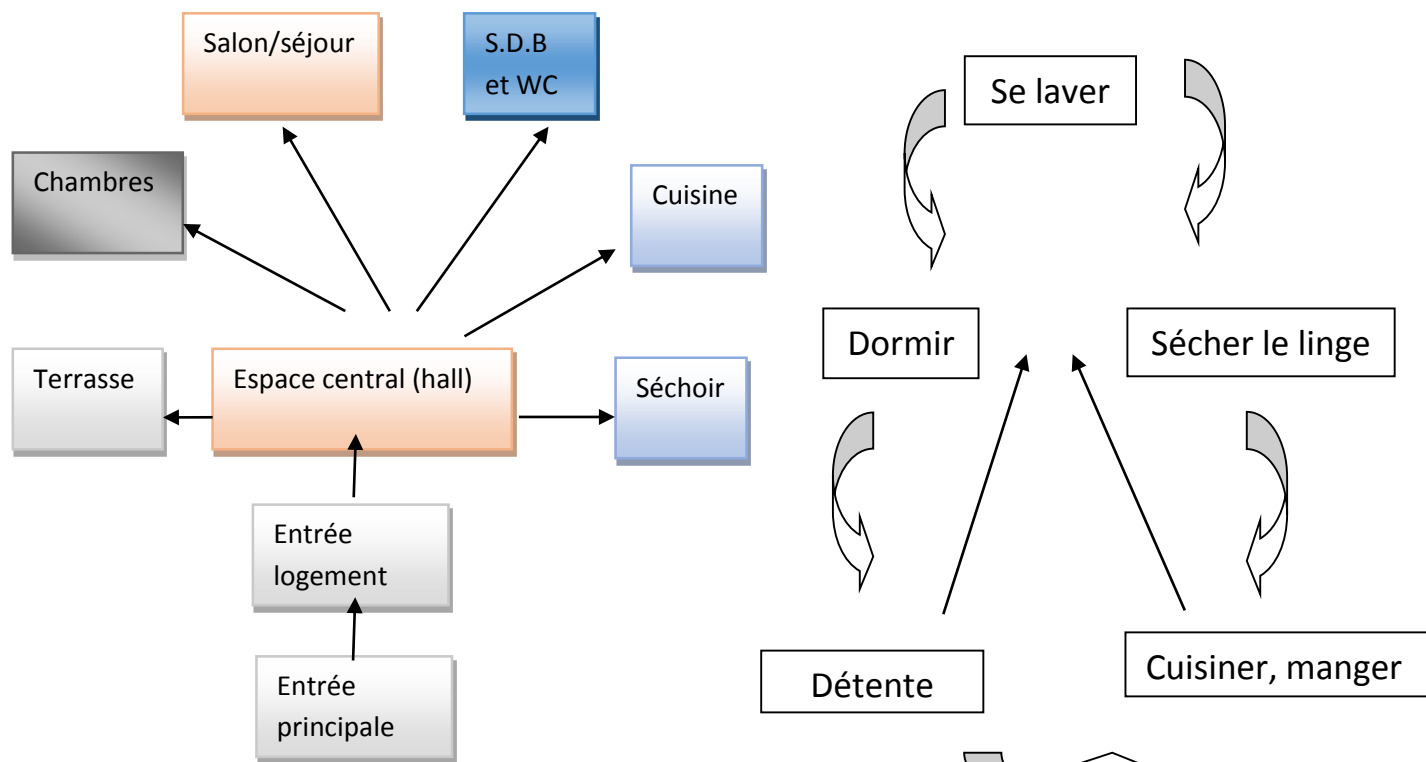 Salon/séjour
S.D.B
et WC
Chambres
Cuisine
Terrasse
Espace central (hall)
Séchoir
Entrée
logement
Entrée
principale
Se laver
Dormir
Sécher le linge
Détente
Cuisiner, manger